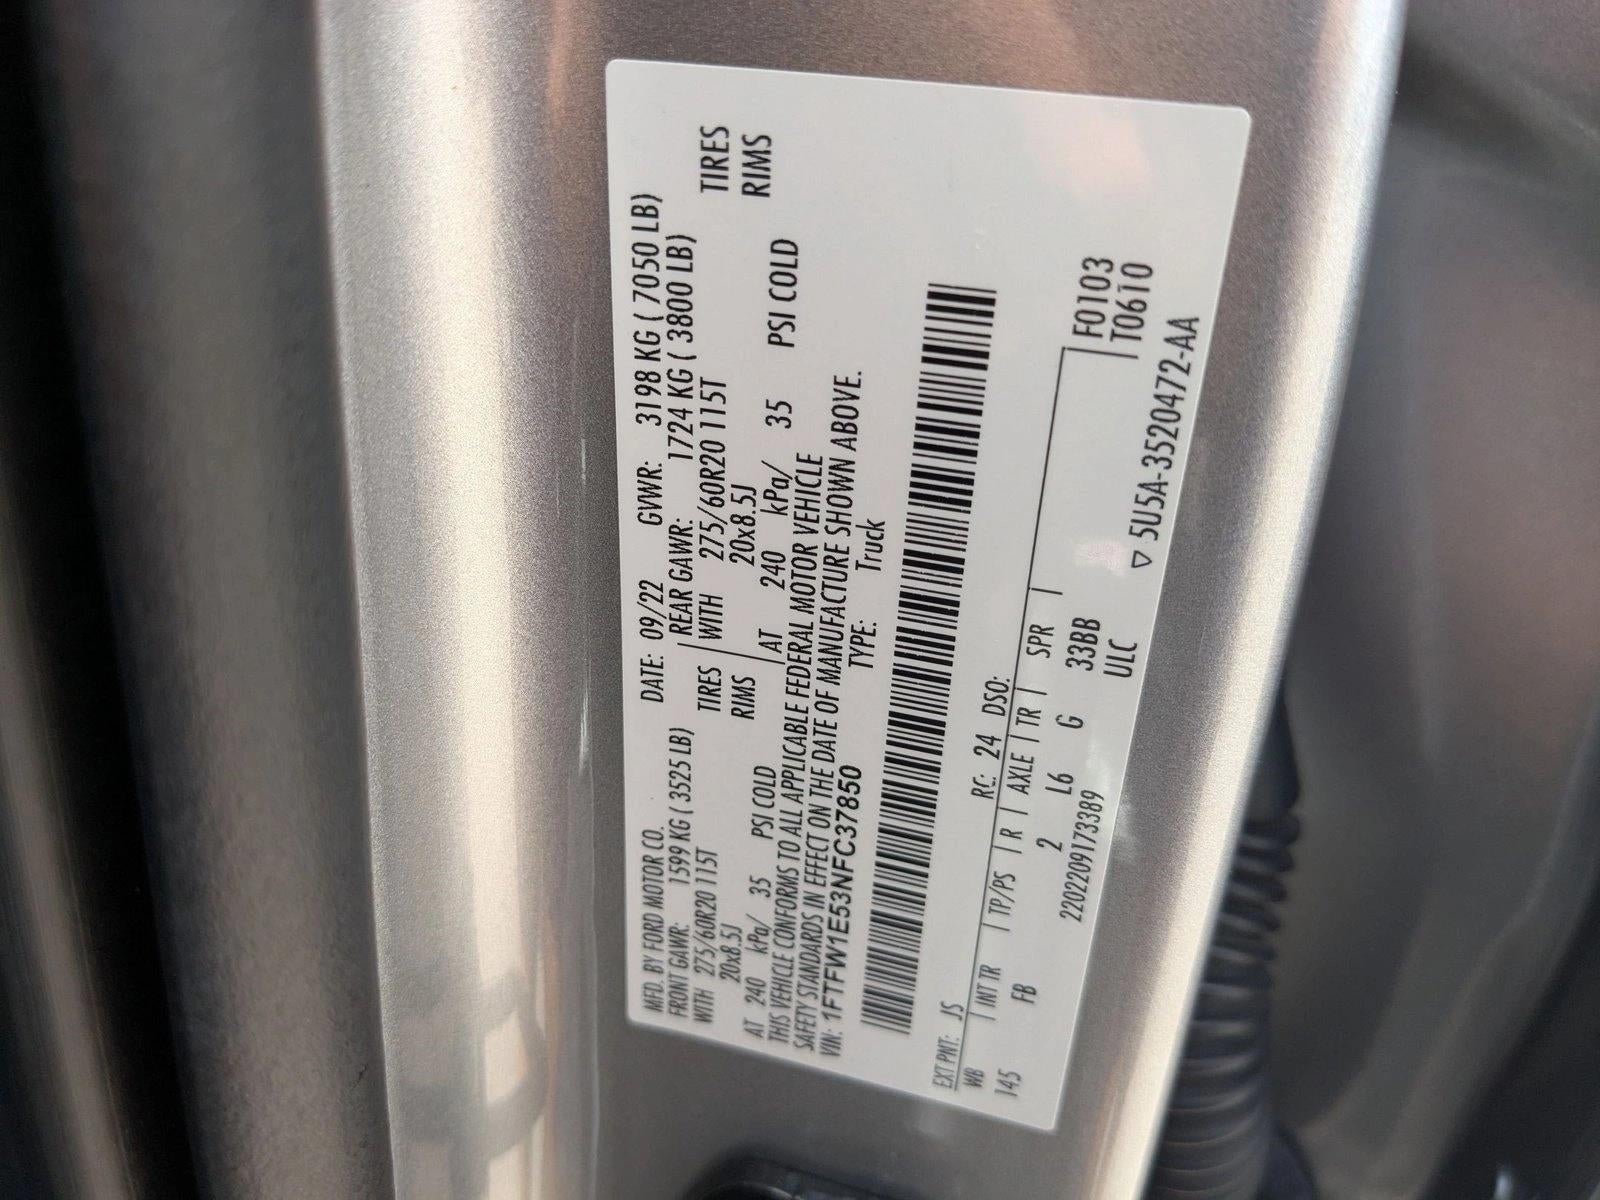 MFD. BY FORD MOTOR CO. DATE: 09/22 GVWR: 3198 KG ( 7050 LB)
FRONT GAWR: 1599 KG ( 3525 LB) REAR GAWR: 1724 KG ( 3800 LB)
WITH 275/60R20 115T TIRES WITH 275/60R20 115T TIRES
20x8.5J RIMS 20x8.5J RIMS
AT 240 kPa/ 35 PSI COLD AT 240 kPa/ 35 PSI COLD
THIS VEHICLE CONFORMS TO ALL APPLICABLE FEDERAL MOTOR VEHICLE
SAFETY STANDARDS IN EFFECT ON THE DATE OF MANUFACTURE SHOWN ABOVE.
VIN: 1FTFW1E53NFC37850 TYPE: Truck
EXT PNT: JS RC: 24 DSO: F0103
WB INT TR TP/PS R AXLE TR SPR T0610
145 FB 2 L6 G 33BB
2202209173389 ULC
▽ 5U5A-3520472-AA